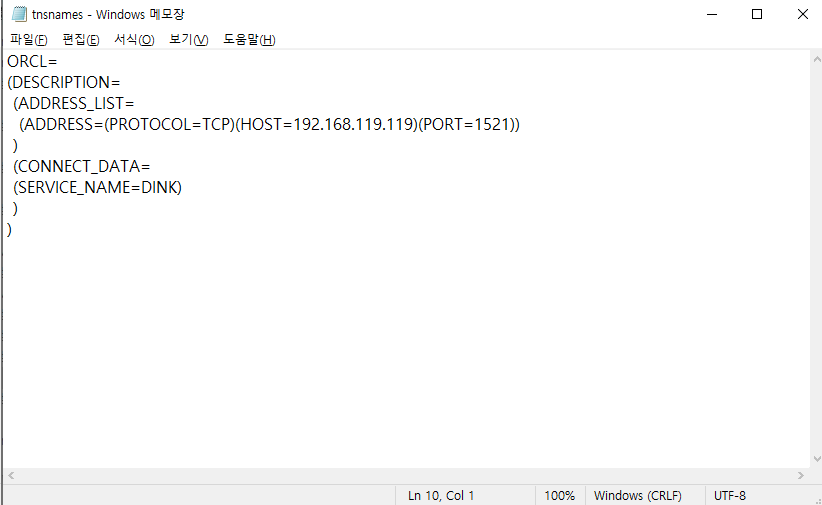 tnsnames - Windows 메모장
파일(F) 편집(E) 서식(O) 보기(V) 도움말(H)
ORCL=
(DESCRIPTION=
(ADDRESS_LIST=
(ADDRESS=(PROTOCOL=TCP)(HOST=192.168.119.119)(PORT=1521))
)
(CONNECT_DATA=
(SERVICE_NAME=DINK)
)
)
Ln 10, Col 1 100% Windows (CRLF) UTF-8